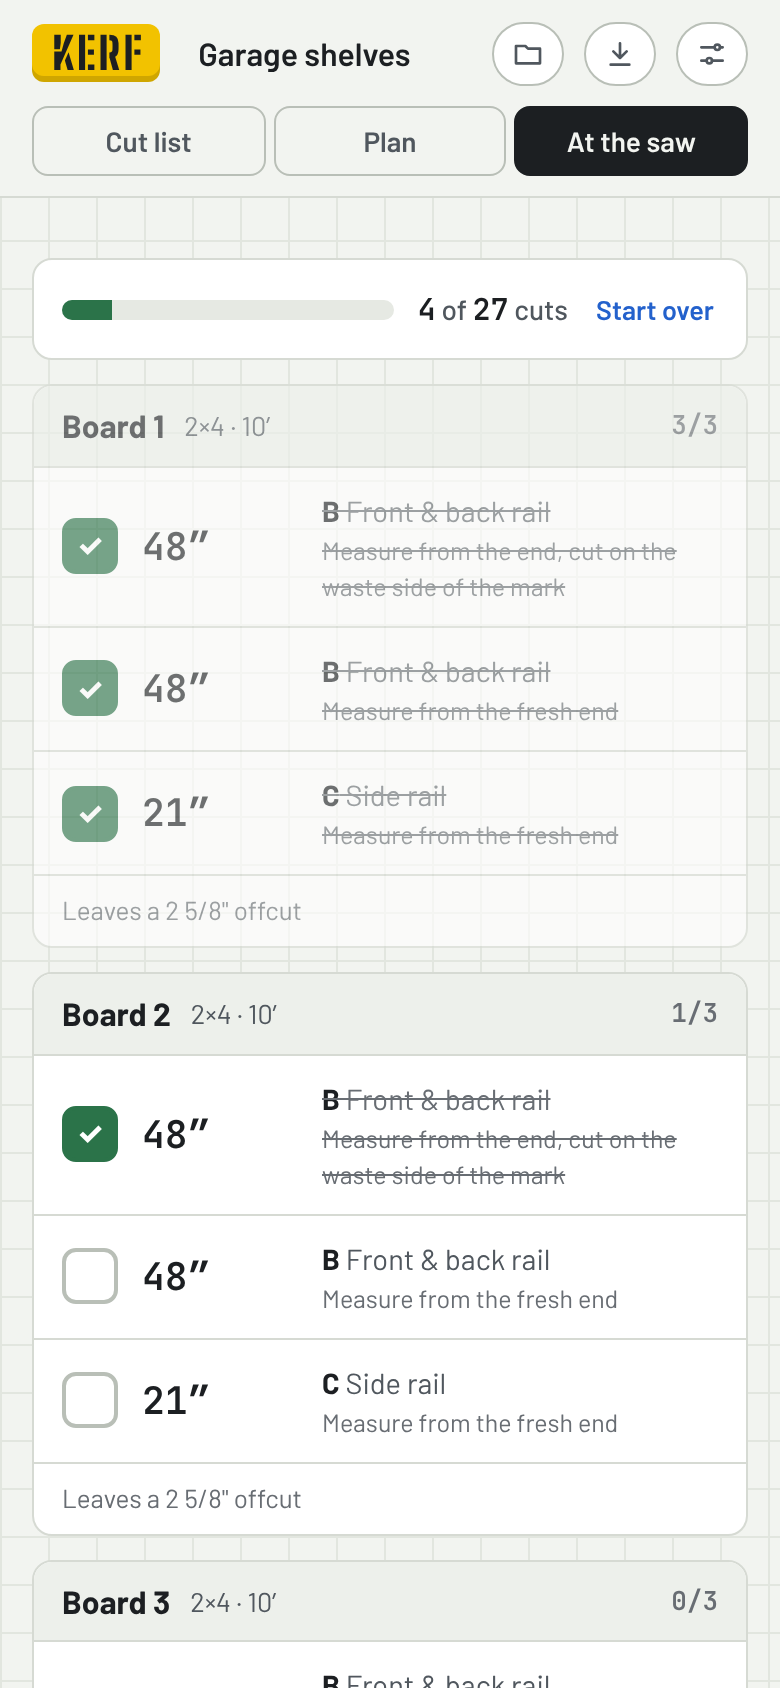 KERF Garage shelves
Cut list Plan At the saw
4 of 27 cuts Start over
Board 1 2×4 · 10′ 3/3
48″ B Front & back rail
Measure from the end, cut on the
waste side of the mark
48″ B Front & back rail
Measure from the fresh end
21″ C Side rail
Measure from the fresh end
Leaves a 2 5/8" offcut
Board 2 2×4 · 10′ 1/3
48″ B Front & back rail
Measure from the end, cut on the
waste side of the mark
48″ B Front & back rail
Measure from the fresh end
21″ C Side rail
Measure from the fresh end
Leaves a 2 5/8" offcut
Board 3 2×4 · 10′ 0/3
B Front & back rail